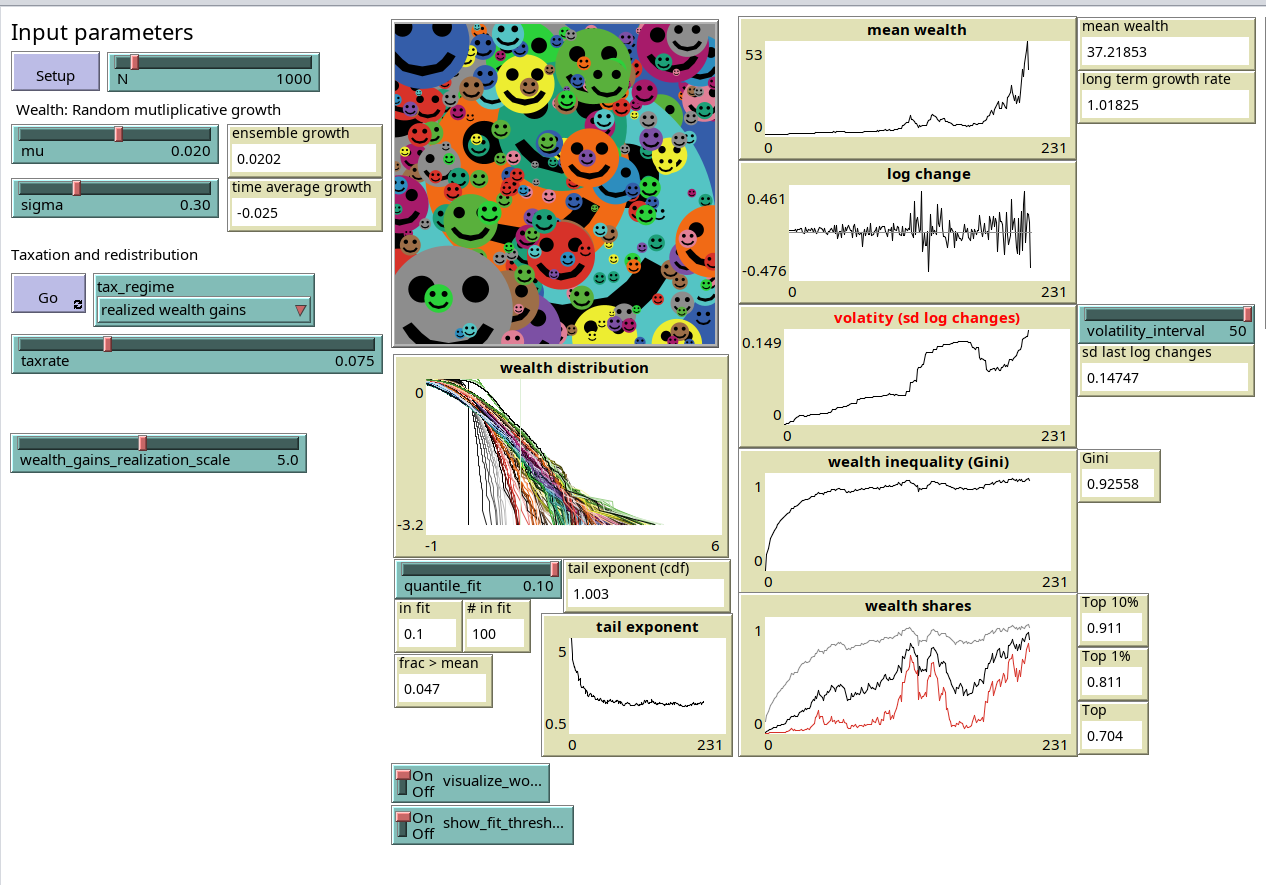 Input parameters
Setup
N 1000
Wealth: Random mutliplicative growth
mu 0.020
ensemble growth
0.0202
sigma 0.30
time average growth
-0.025
Taxation and redistribution
Go
tax_regime
realized wealth gains
taxrate 0.075
wealth_gains_realization_scale 5.0
wealth distribution
0
-3.2
-1 6
quantile_fit 0.10
tail exponent (cdf)
1.003
in fit
0.1
# in fit
100
frac > mean
0.047
tail exponent
5
0.5
0 231
On
Off
visualize_wo...
On
Off
show_fit_thresh...
mean wealth
53
0
0 231
mean wealth
37.21853
long term growth rate
1.01825
log change
0.461
-0.476
0 231
volatity (sd log changes)
0.149
0
0 231
volatility_interval 50
sd last log changes
0.14747
wealth inequality (Gini)
1
0
0 231
Gini
0.92558
wealth shares
1
0
0 231
Top 10%
0.911
Top 1%
0.811
Top
0.704